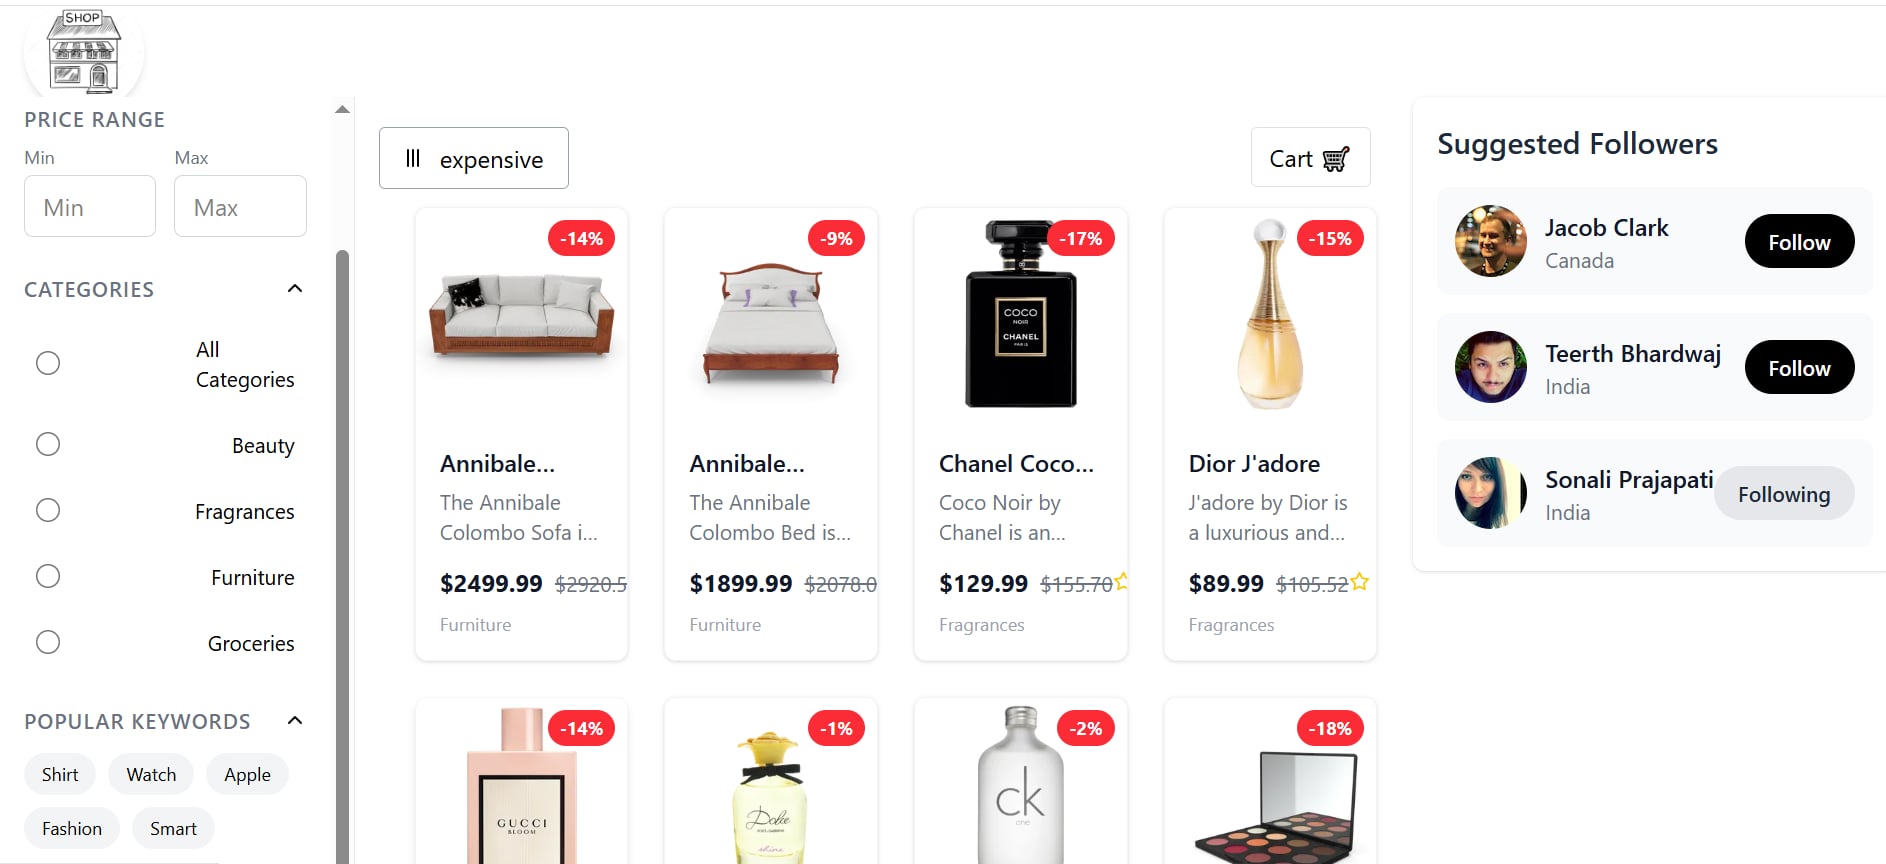 SHOP
PRICE RANGE
Min
Max
Min
Max
CATEGORIES
All
Categories
Beauty
Fragrances
Furniture
Groceries
POPULAR KEYWORDS
Shirt
Watch
Apple
Fashion
Smart
expensive
Cart
-14%
Annibale...
The Annibale
Colombo Sofa i...
$2499.99 $2920.5
Furniture
-9%
Annibale...
The Annibale
Colombo Bed is...
$1899.99 $2078.0
Furniture
-17%
COCO
NOIR
CHANEL
PARIS
Chanel Coco...
Coco Noir by
Chanel is an...
$129.99 $155.70
Fragrances
-15%
Dior J'adore
J'adore by Dior is
a luxurious and...
$89.99 $105.52
Fragrances
-14%
GUCCI
BLOOM
-1%
Dolce
shine
-2%
ck
one
-18%
Suggested Followers
Jacob Clark
Canada
Follow
Teerth Bhardwaj
India
Follow
Sonali Prajapati
India
Following